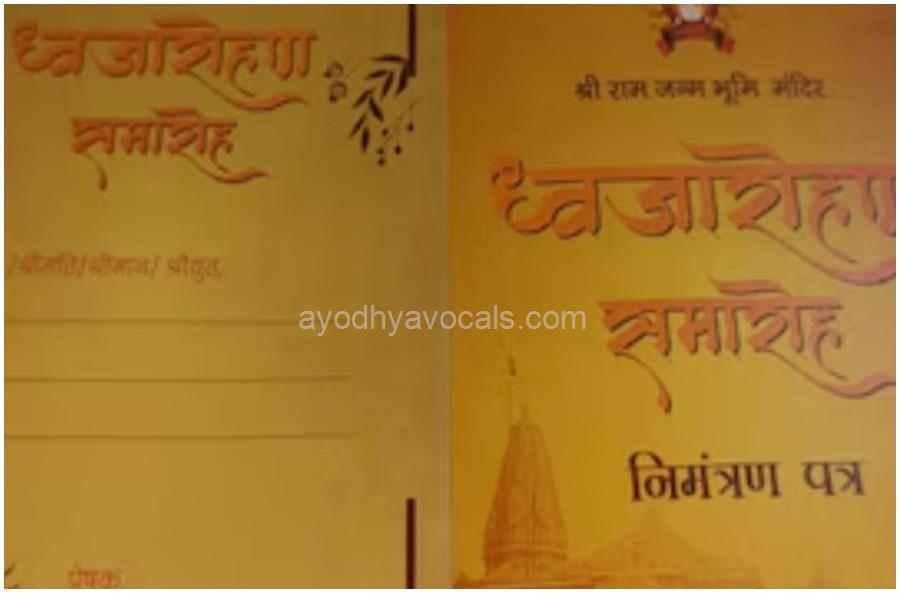 ध्वजारोहण
समारोह
/श्रीमति/श्रीमान/ श्रीयुत,
प्रेषक
श्री राम जन्म भूमि मंदिर
ध्वजारोहण
समारोह
निमंत्रण पत्र
ayodhyavocals.com